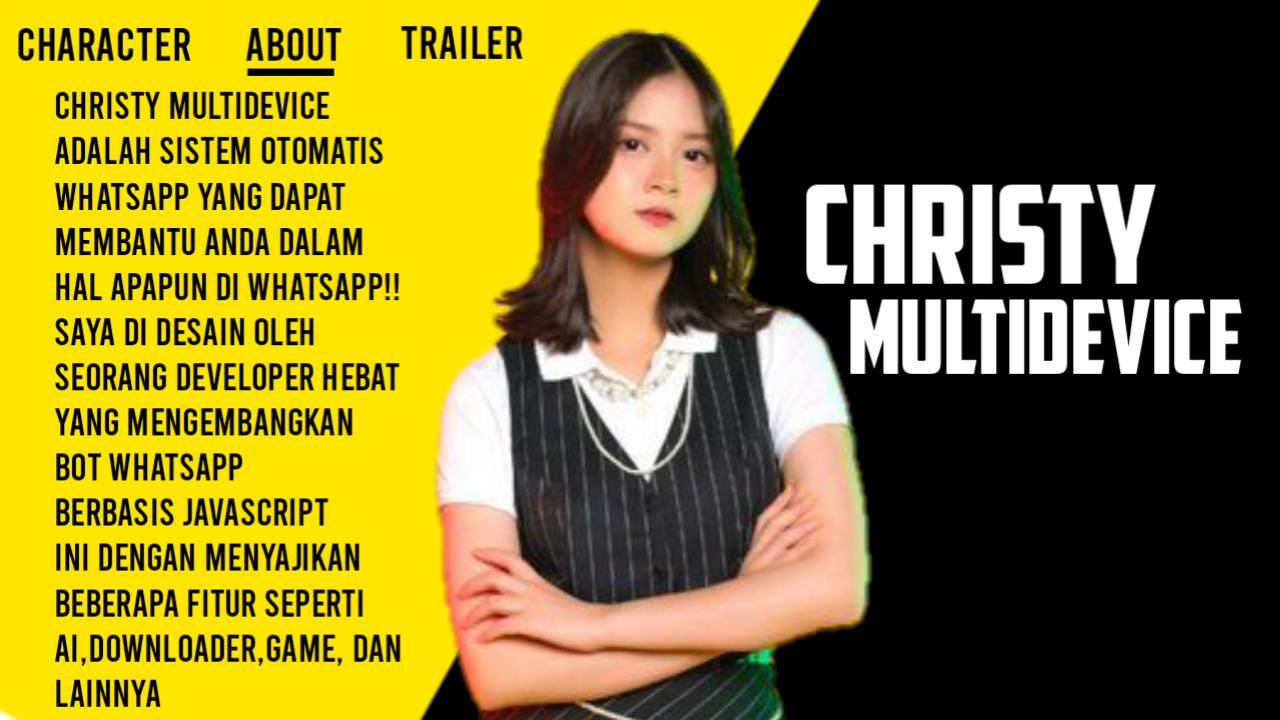 CHARACTER ABOUT TRAILER
CHRISTY MULTIDEVICE
ADALAH SISTEM OTOMATIS
WHATSAPP YANG DAPAT
MEMBANTU ANDA DALAM
HAL APAPUN DI WHATSAPP!!
SAYA DI DESAIN OLEH
SEORANG DEVELOPER HEBAT
YANG MENGEMBANGKAN
BOT WHATSAPP
BERBASIS JAVASCRIPT
INI DENGAN MENYAJIKAN
BEBERAPA FITUR SEPERTI
AI,DOWNLOADER,GAME, DAN
LAINNYA
CHRISTY
MULTIDEVICE